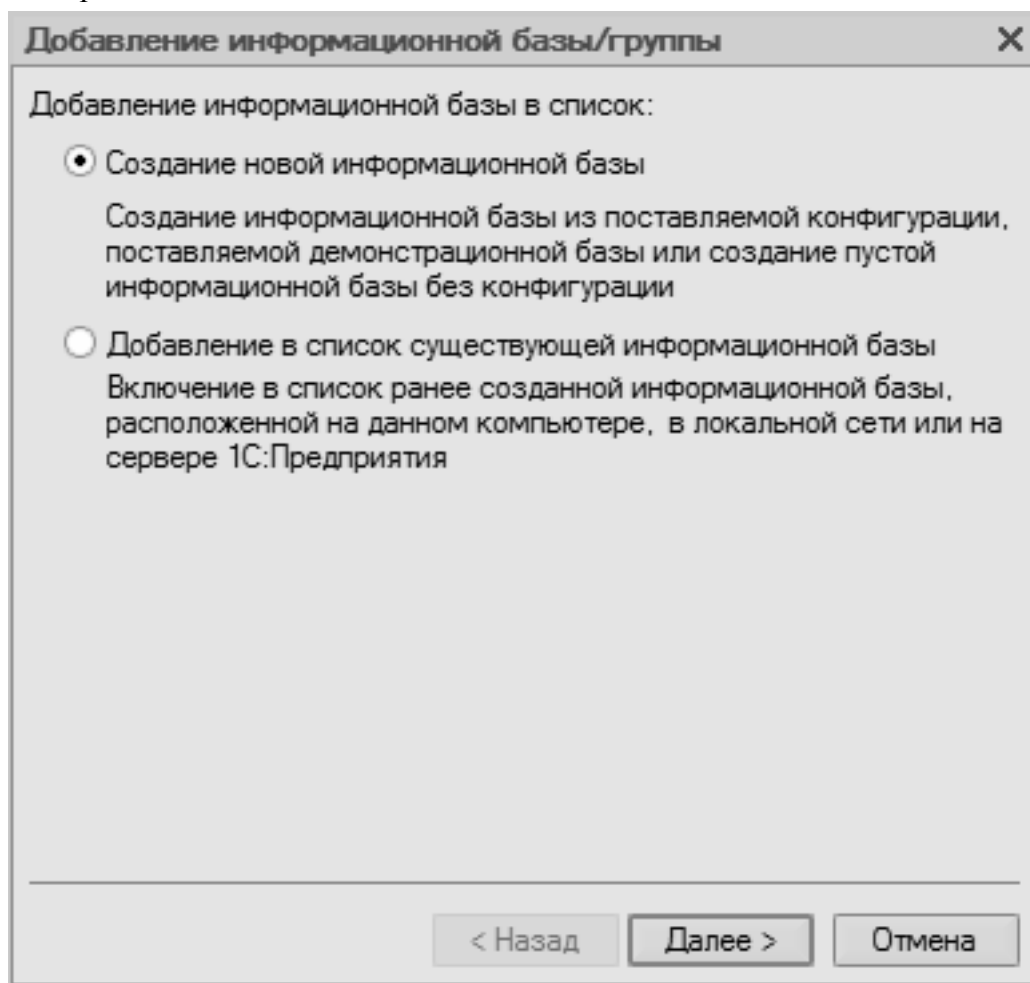 Добавление информационной базы/группы
Добавление информационной базы в список:
Создание новой информационной базы
Создание информационной базы из поставляемой конфигурации,
поставляемой демонстрационной базы или создание пустой
информационной базы без конфигурации
Добавление в список существующей информационной базы
Включение в список ранее созданной информационной базы,
расположенной на данном компьютере, в локальной сети или на
сервере 1С:Предприятия
< Назад Далее > Отмена